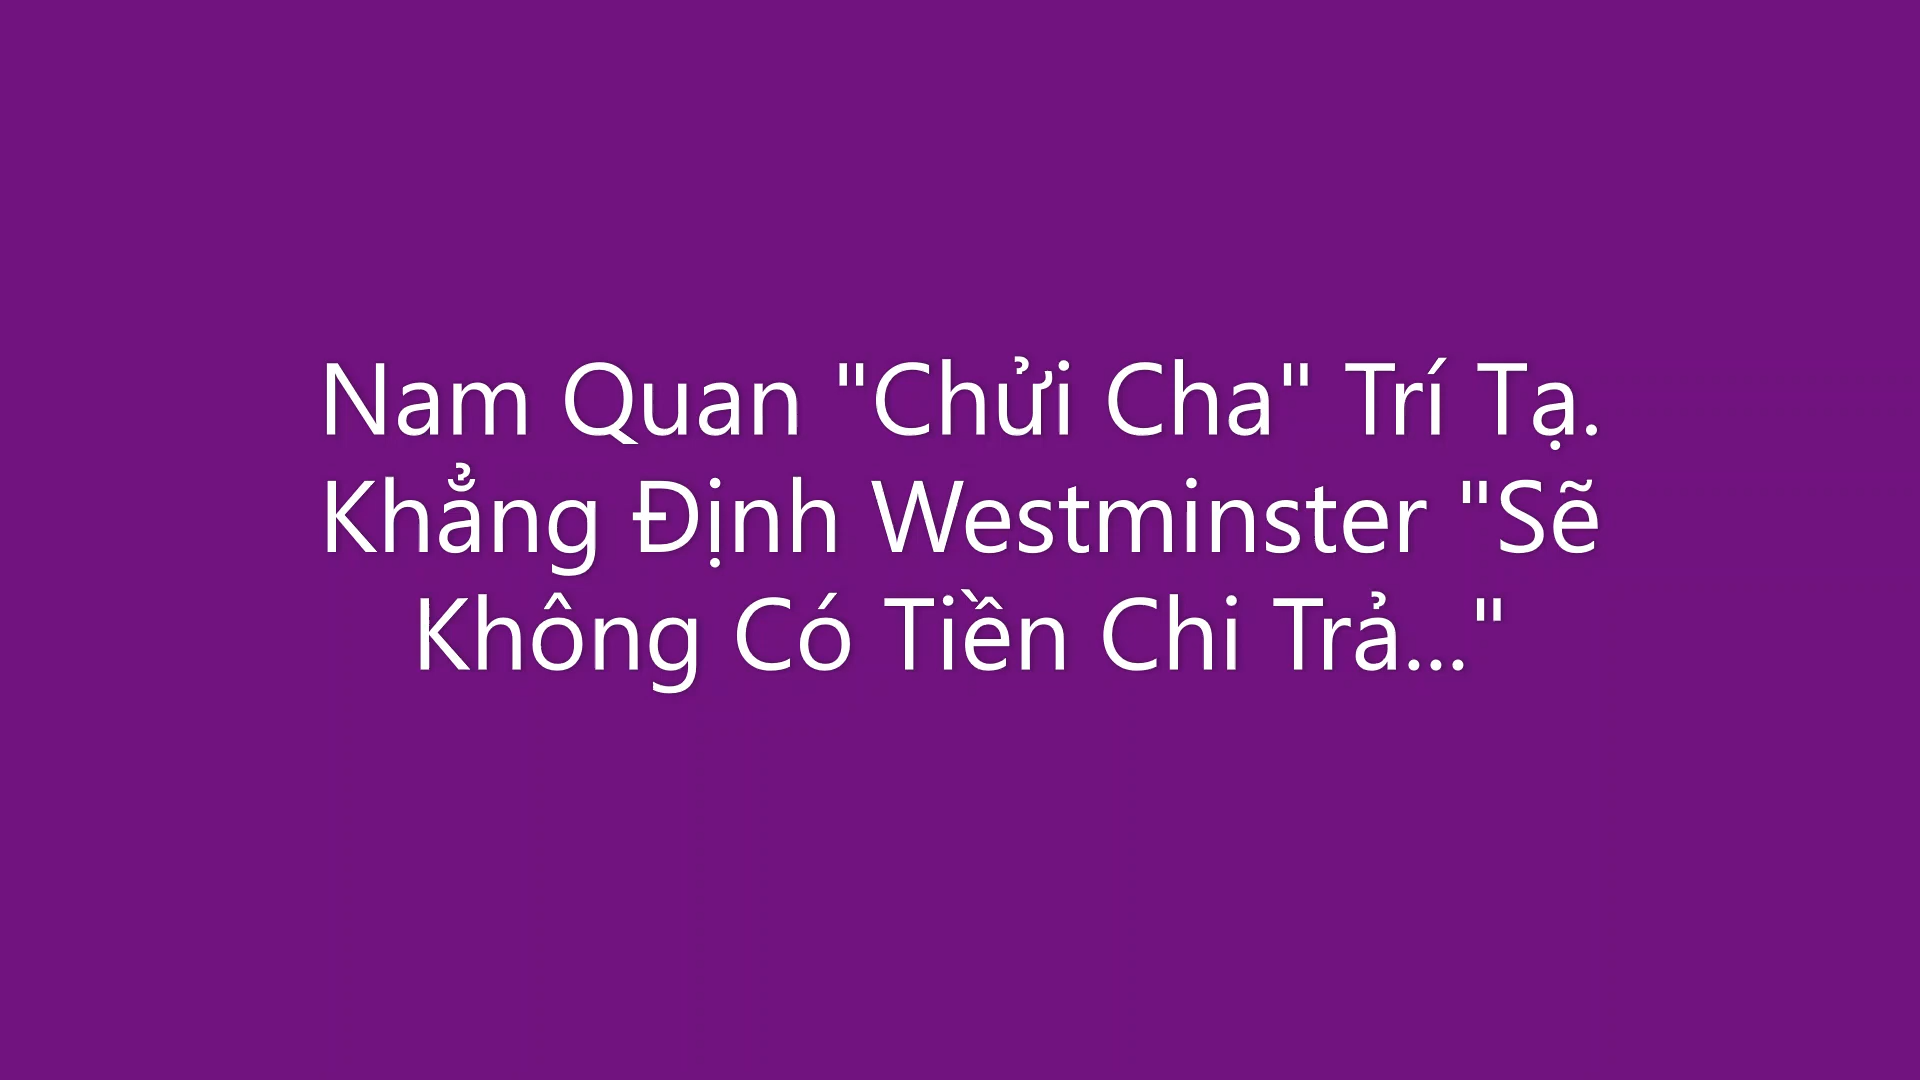 Nam Quan "Chửi Cha" Trí Tạ.
Khẳng Định Westminster "Sẽ
Không Có Tiền Chi Trả..."